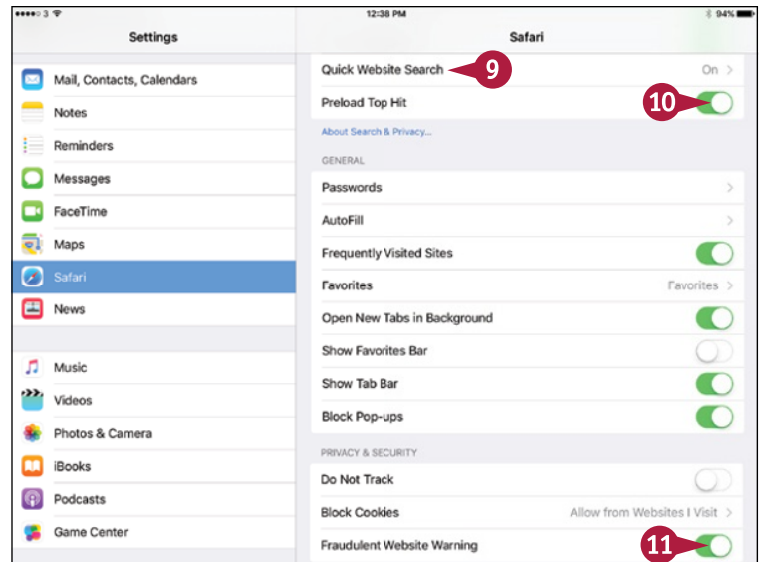 3 12:38 PM 94%
Settings
Safari
Mail, Contacts, Calendars
Notes
Reminders
Messages
FaceTime
Maps
Safari
News
Music
Videos
Photos & Camera
iBooks
Podcasts
Game Center
Quick Website Search 9 On >
Preload Top Hit 10
About Search & Privacy...
GENERAL
Passwords >
AutoFill >
Frequently Visited Sites
Favorites Favorites >
Open New Tabs in Background
Show Favorites Bar
Show Tab Bar
Block Pop-ups
PRIVACY & SECURITY
Do Not Track
Block Cookies Allow from Websites I Visit >
Fraudulent Website Warning 11